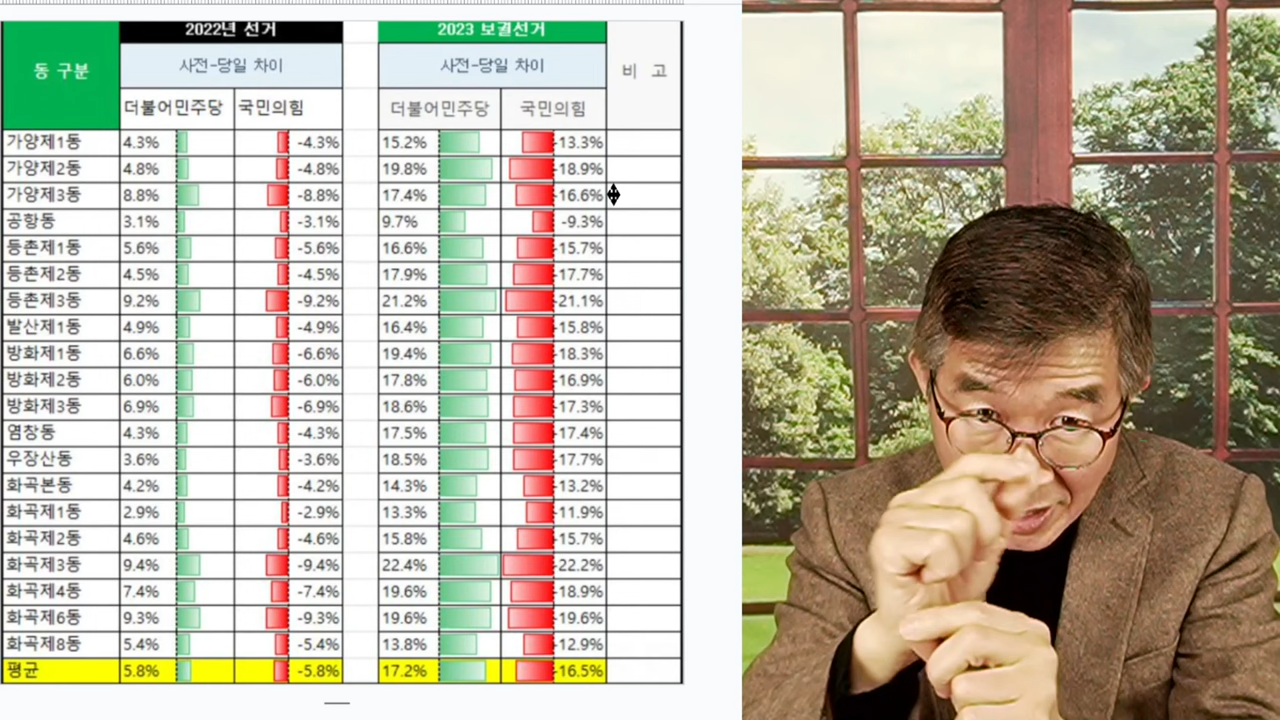 2022년 선거 2023 보궐선거
동 구분 사전-당일 차이 사전-당일 차이 비 고
더불어민주당 국민의힘 더불어민주당 국민의힘
가양제1동 4.3% -4.3% 15.2% -13.3%
가양제2동 4.8% -4.8% 19.8% -18.9%
가양제3동 8.8% -8.8% 17.4% -16.6%
공항동 3.1% -3.1% 9.7% -9.3%
등촌제1동 5.6% -5.6% 16.6% -15.7%
등촌제2동 4.5% -4.5% 17.9% -17.7%
등촌제3동 9.2% -9.2% 21.2% -21.1%
발산제1동 4.9% -4.9% 16.4% -15.8%
방화제1동 6.6% -6.6% 19.4% -18.3%
방화제2동 6.0% -6.0% 17.8% -16.9%
방화제3동 6.9% -6.9% 18.6% -17.3%
염창동 4.3% -4.3% 17.5% -17.4%
우장산동 3.6% -3.6% 18.5% -17.7%
화곡본동 4.2% -4.2% 14.3% -13.2%
화곡제1동 2.9% -2.9% 13.3% -11.9%
화곡제2동 4.6% -4.6% 15.8% -15.7%
화곡제3동 9.4% -9.4% 22.4% -22.2%
화곡제4동 7.4% -7.4% 19.6% -18.9%
화곡제6동 9.3% -9.3% 19.6% -19.6%
화곡제8동 5.4% -5.4% 13.8% -12.9%
평균 5.8% -5.8% 17.2% -16.5%